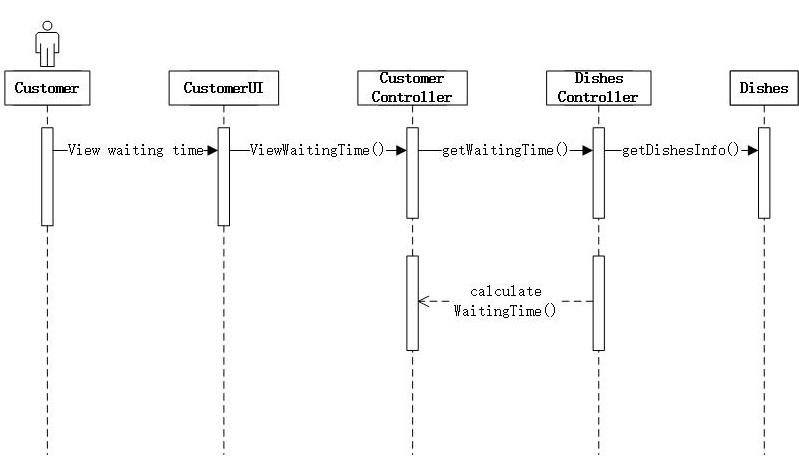 Customer
CustomerUI
Customer
Controller
Dishes
Controller
Dishes
View waiting time
ViewWaitingTime()
getWaitingTime()
getDishesInfo()
calculate
WaitingTime()